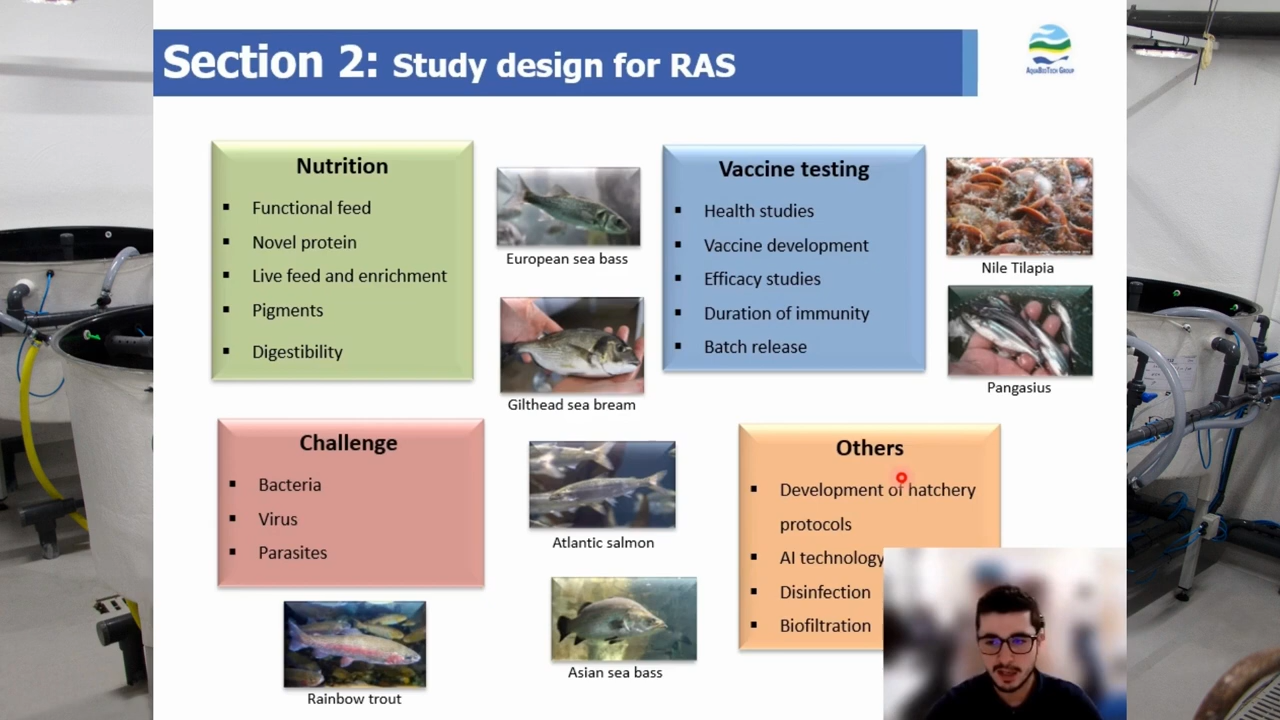 Section 2: Study design for RAS
AQUABIOTECH GROUP
Nutrition
▪ Functional feed
▪ Novel protein
▪ Live feed and enrichment
▪ Pigments
▪ Digestibility
European sea bass
Gilthead sea bream
Vaccine testing
▪ Health studies
▪ Vaccine development
▪ Efficacy studies
▪ Duration of immunity
▪ Batch release
Nile Tilapia
Pangasius
Challenge
▪ Bacteria
▪ Virus
▪ Parasites
Rainbow trout
Atlantic salmon
Asian sea bass
Others
▪ Development of hatchery
protocols
▪ AI technology
▪ Disinfection
▪ Biofiltration